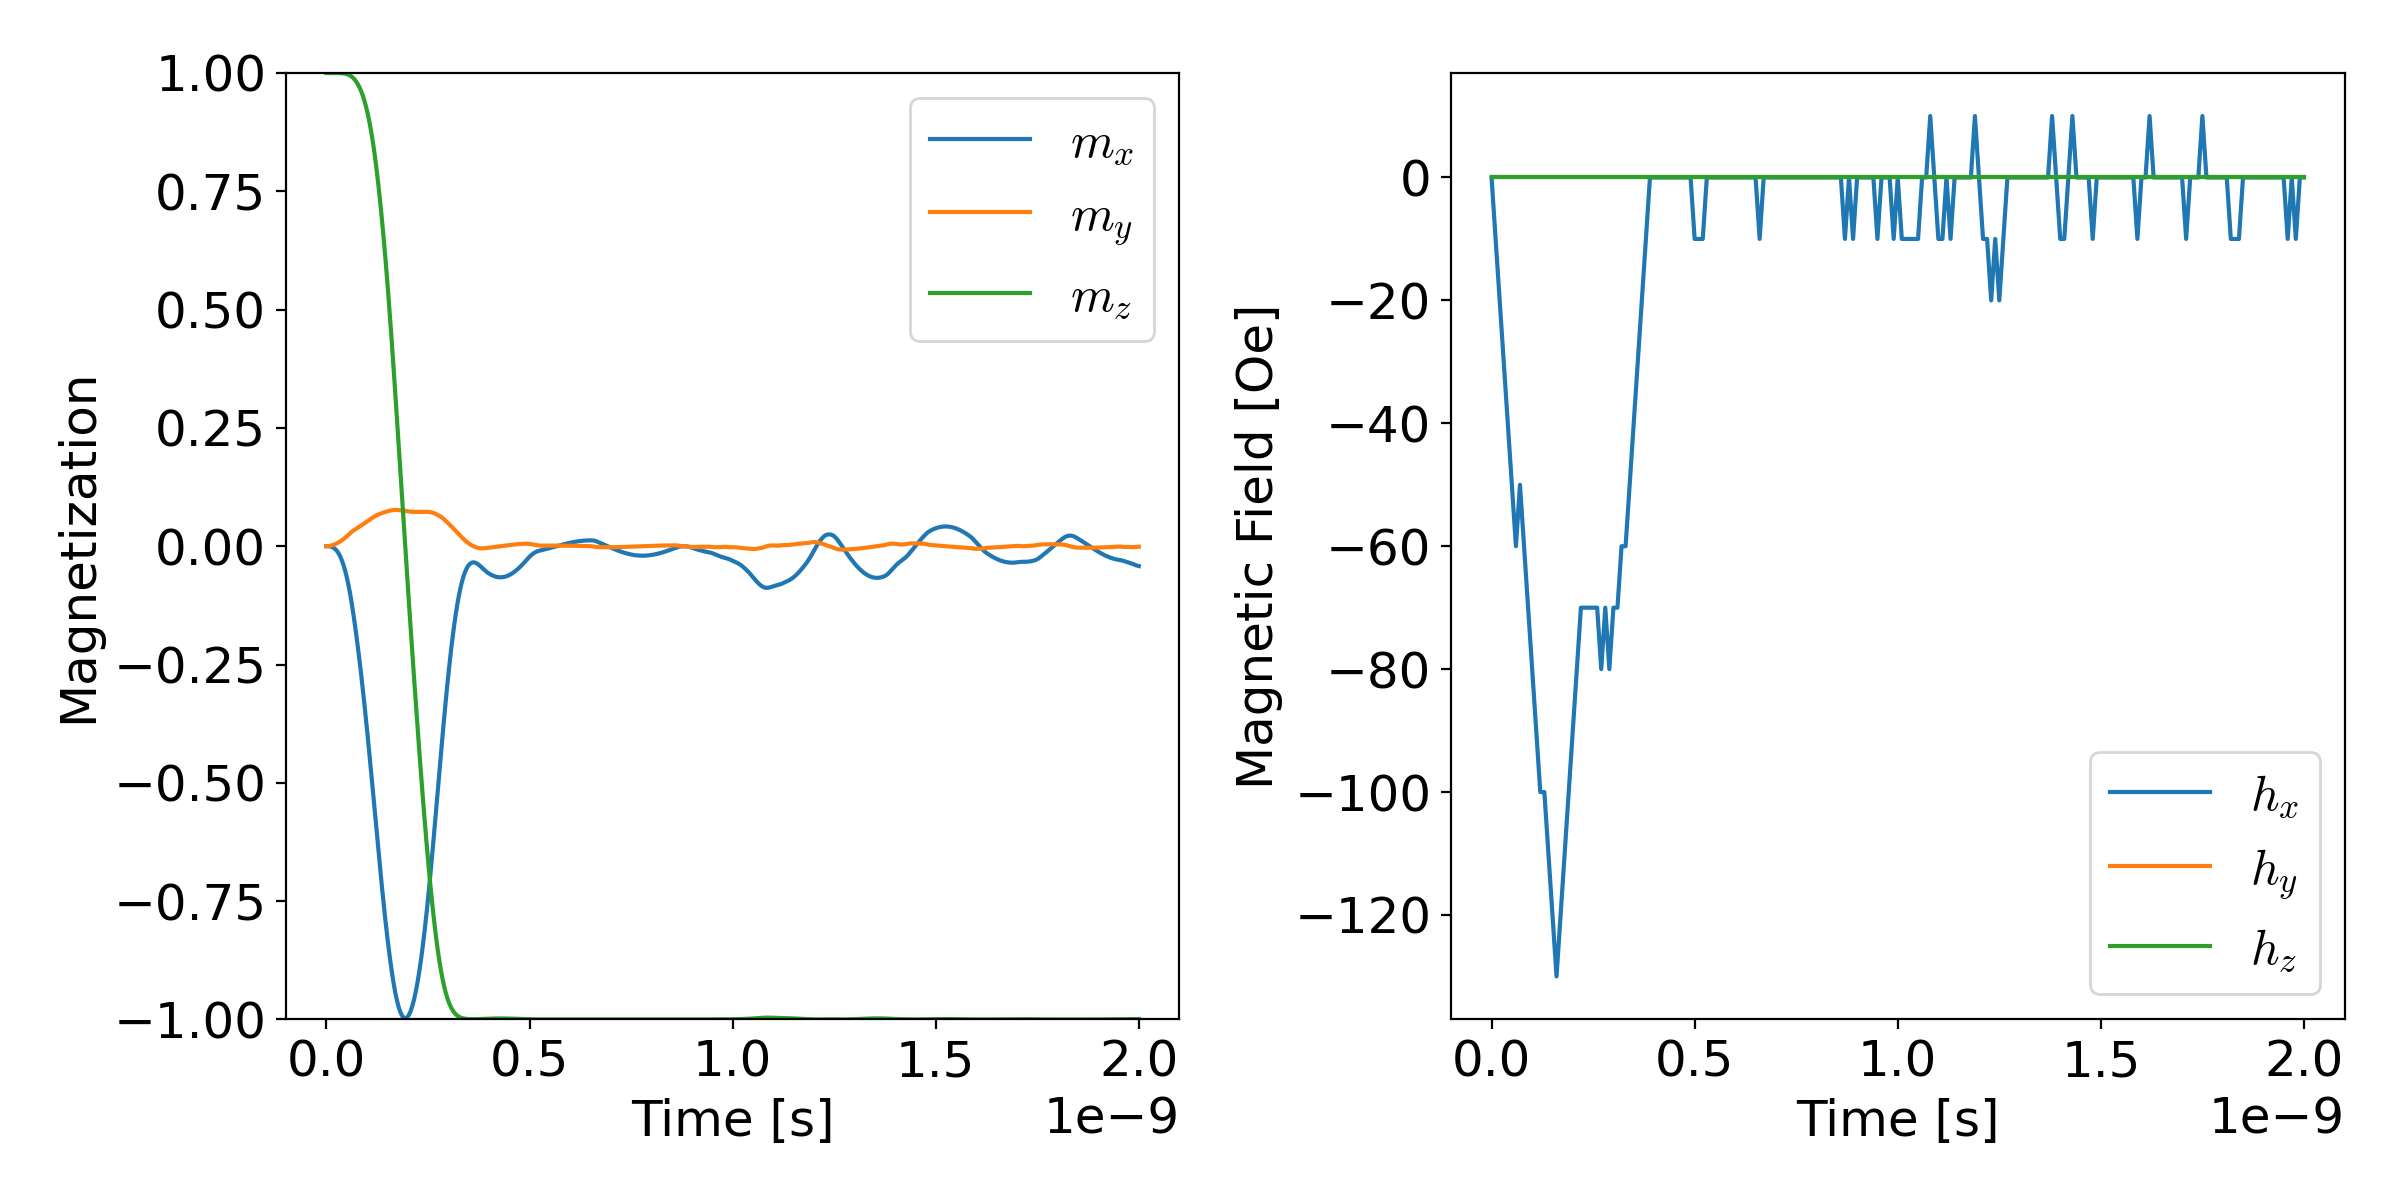 Magnetization
1.00
0.75
0.50
0.25
0.00
−0.25
−0.50
−0.75
−1.00
0.0 0.5 1.0 1.5 2.0
Time [s]
1e−9
m_x
m_y
m_z
Magnetic Field [Oe]
0
−20
−40
−60
−80
−100
−120
0.0 0.5 1.0 1.5 2.0
Time [s]
1e−9
h_x
h_y
h_z